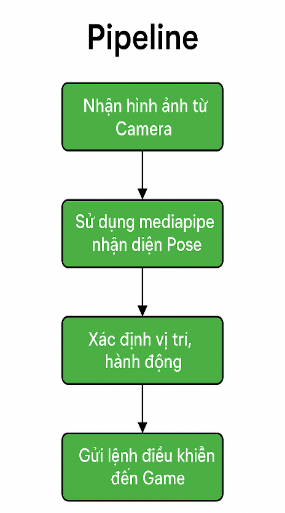 Pipeline
Nhận hình ảnh từ
Camera
Sử dụng mediapipe
nhận diện Pose
Xác định vị trí,
hành động
Gửi lệnh điều khiển
đến Game